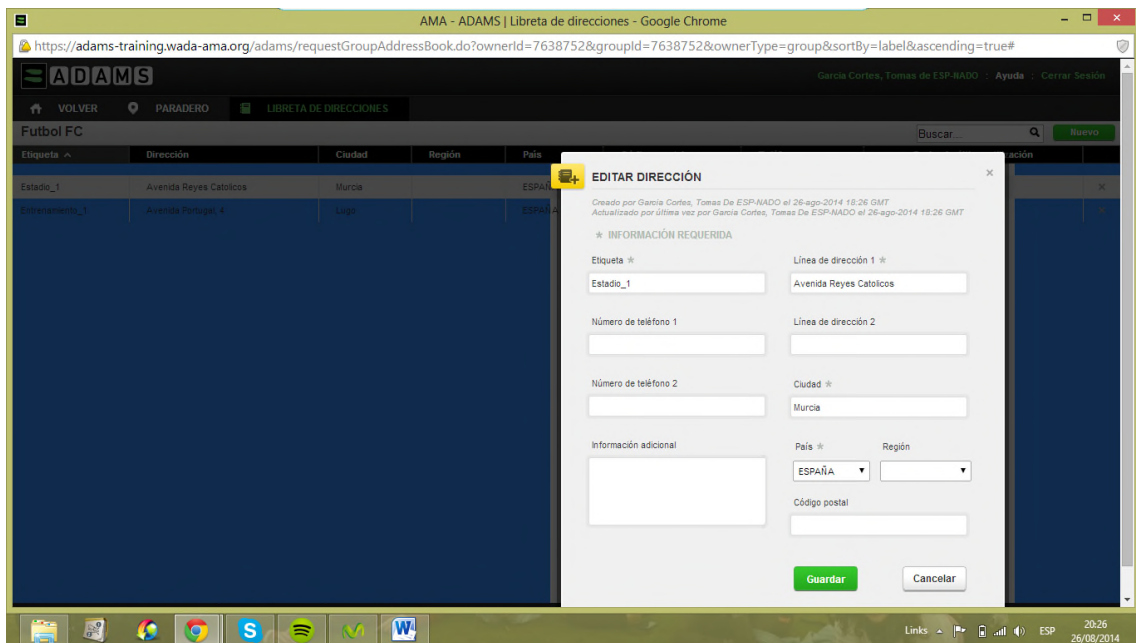 AMA - ADAMS | Libreta de direcciones - Google Chrome
https://adams-training.wada-ama.org/adams/requestGroupAddressBook.do?ownerId=7638752&groupId=7638752&ownerType=group&sortBy=label&ascending=true#
ADAMS
Garcia Cortes, Tomas de ESP-NADO : Ayuda : Cerrar Sesión
VOLVER PARADERO LIBRETA DE DIRECCIONES
Futbol FC
Buscar... Nuevo
Etiqueta Dirección Ciudad Región País
Estadio_1 Avenida Reyes Catolicos Murcia
Entrenamiento_1 Avenida Portugal, 4 Lugo
EDITAR DIRECCIÓN
Creado por Garcia Cortes, Tomas De ESP-NADO el 26-ago-2014 18:26 GMT
Actualizado por última vez por Garcia Cortes, Tomas De ESP-NADO el 26-ago-2014 18:26 GMT
* INFORMACIÓN REQUERIDA
Etiqueta * Línea de dirección 1 *
Estadio_1 Avenida Reyes Catolicos
Número de teléfono 1 Línea de dirección 2
Número de teléfono 2 Ciudad *
Murcia
Información adicional País * Región
ESPAÑA
Código postal
Guardar Cancelar
Links ESP 20:26
26/08/2014